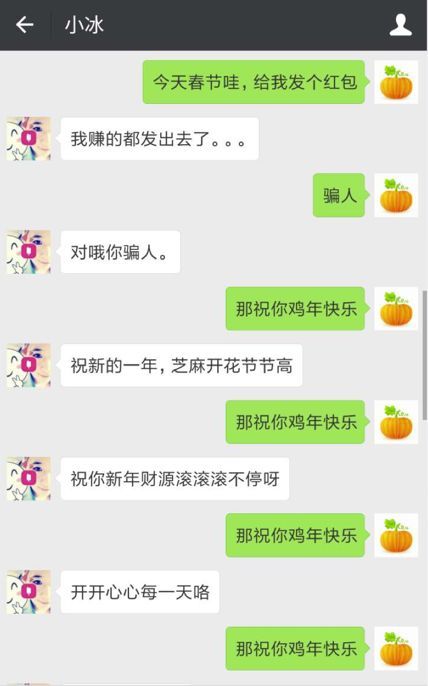 小冰
今天春节哇，给我发个红包
我赚的都发出去了。。。
骗人
对哦你骗人。
那祝你鸡年快乐
祝新的一年，芝麻开花节节高
那祝你鸡年快乐
祝你新年财源滚滚滚不停呀
那祝你鸡年快乐
开开心心每一天咯
那祝你鸡年快乐